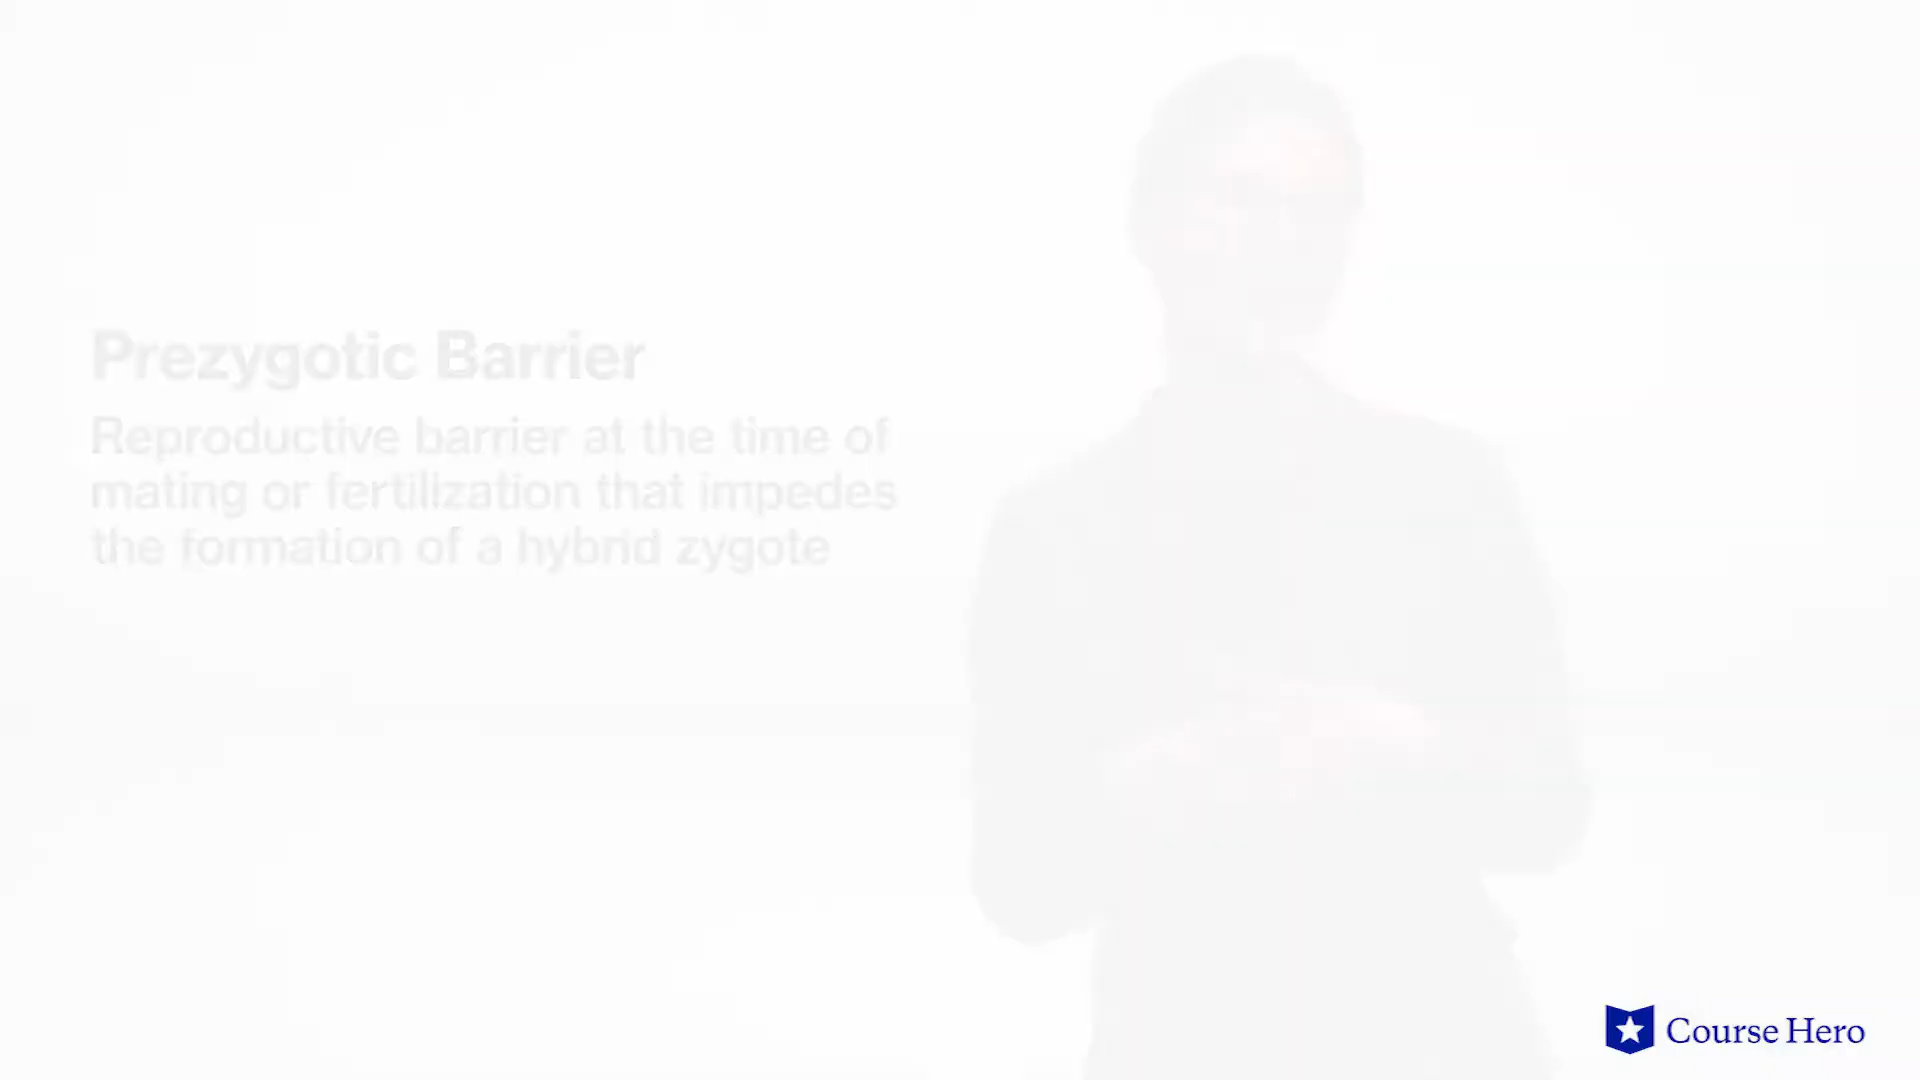 Prezygotic Barrier
Reproductive barrier at the time of
mating or fertilization that impedes
the formation of a hybrid zygote
Course Hero